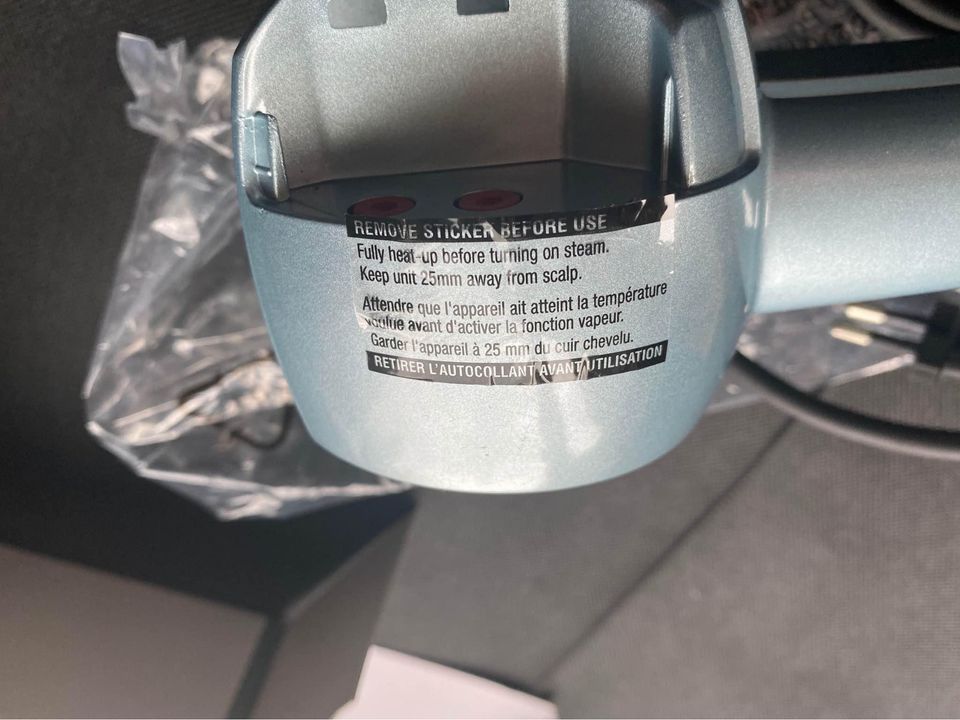 REMOVE STICKER BEFORE USE
Fully heat-up before turning on steam.
Keep unit 25mm away from scalp.
Attendre que l'appareil ait atteint la température
voulue avant d'activer la fonction vapeur.
Garder l'appareil à 25 mm du cuir chevelu.
RETIRER L'AUTOCOLLANT AVANT UTILISATION